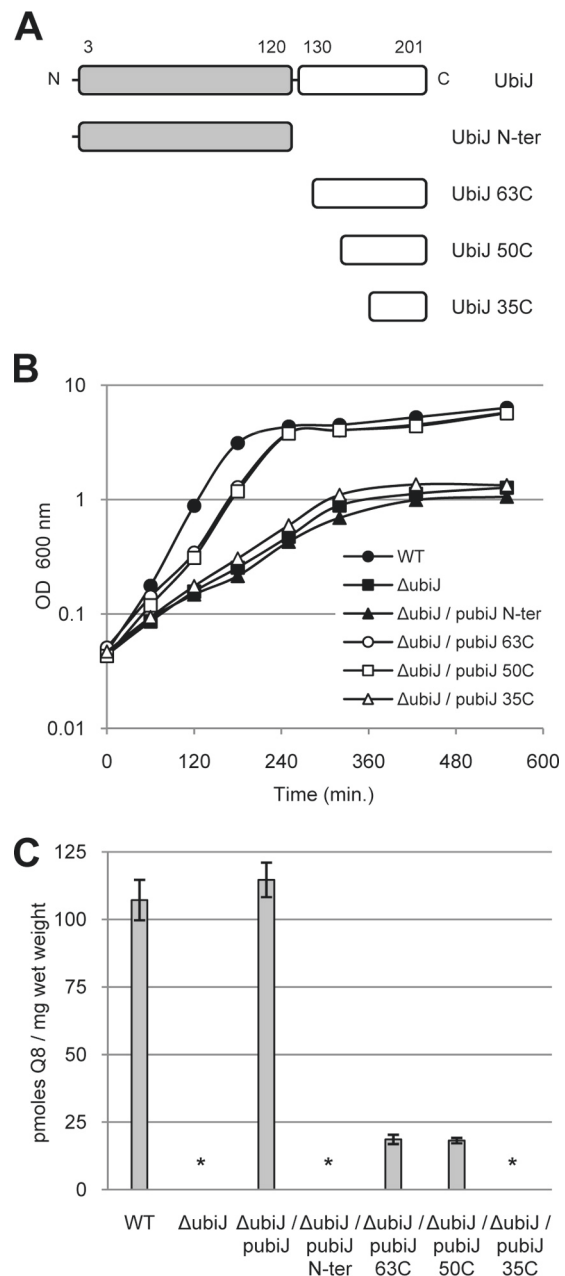 A
3 120 130 201
N C UbiJ
UbiJ N-ter
UbiJ 63C
UbiJ 50C
UbiJ 35C
B
10
1
0.1
0.01
OD 600 nm
WT
ΔubiJ
ΔubiJ / pubiJ N-ter
ΔubiJ / pubiJ 63C
ΔubiJ / pubiJ 50C
ΔubiJ / pubiJ 35C
0 120 240 360 480 600
Time (min.)
C
125
100
75
50
25
0
pmoles Q8 / mg wet weight
* * *
WT ΔubiJ ΔubiJ / ΔubiJ / ΔubiJ / ΔubiJ / ΔubiJ /
pubiJ pubiJ pubiJ pubiJ pubiJ
N-ter 63C 50C 35C